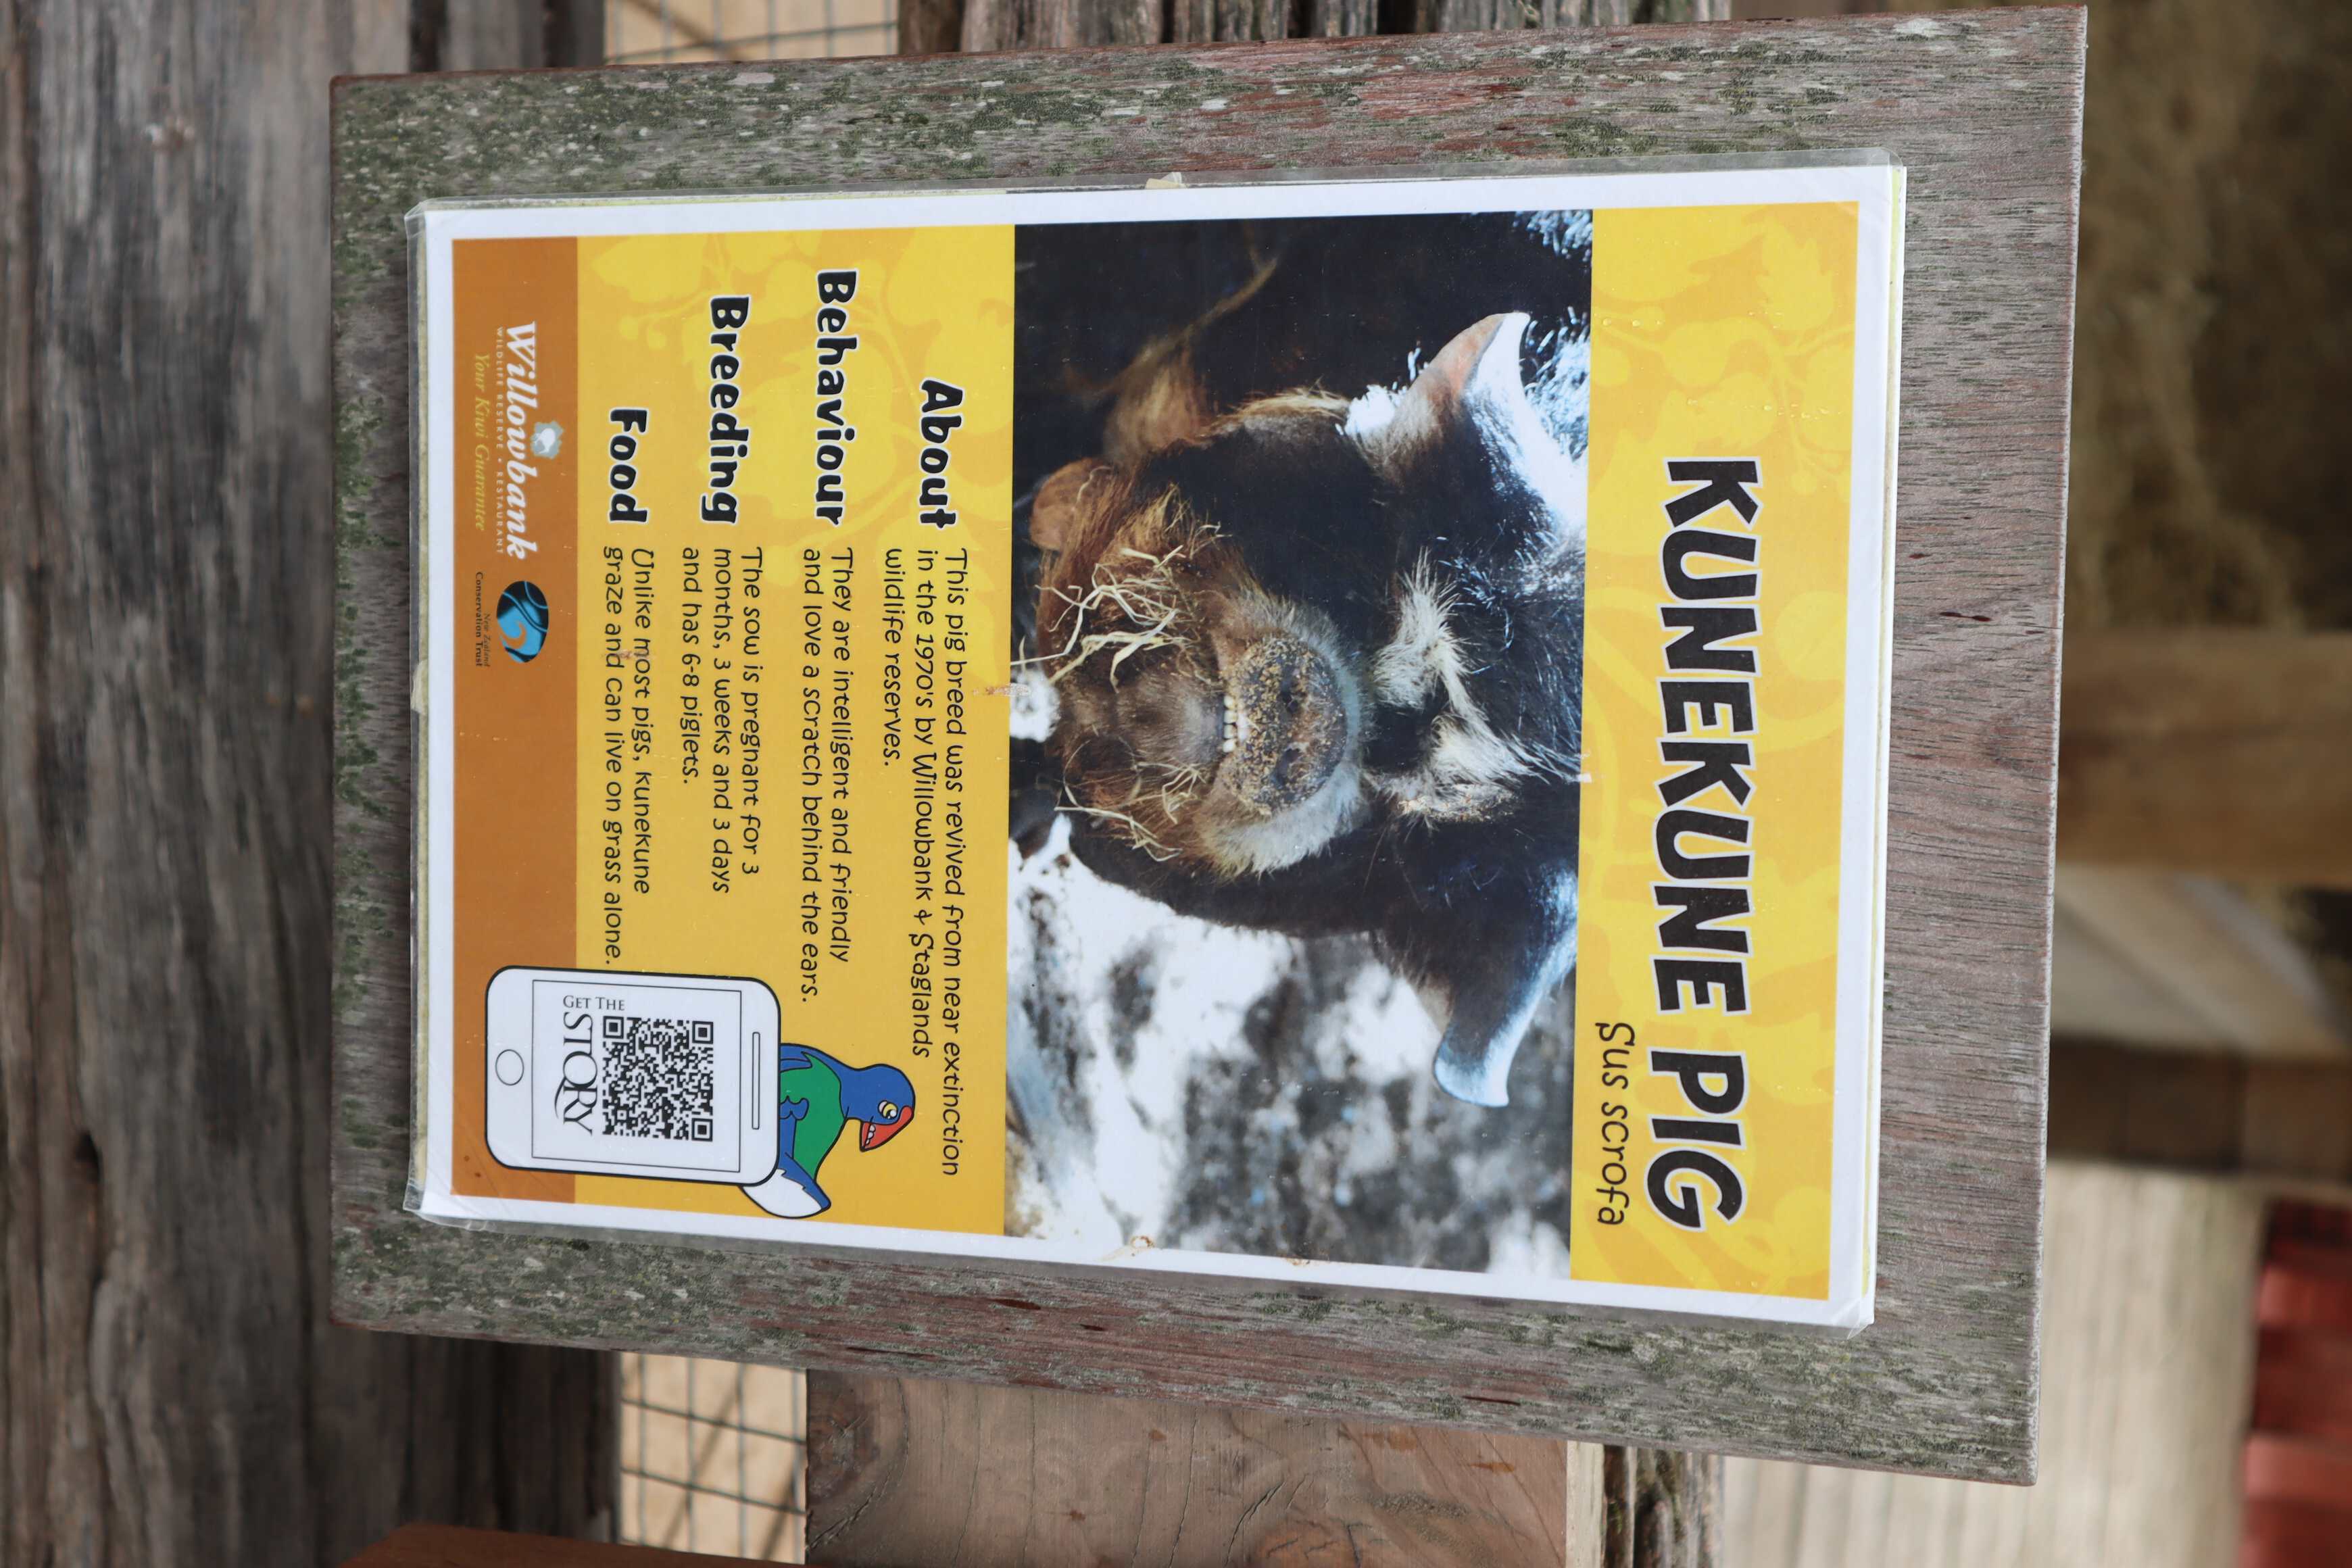 KUNEKUNE PIG
Sus scrofa
About
This pig breed was revived from near extinction
in the 1970's by Willowbank & Staglands
wildlife reserves.
Behaviour
They are intelligent and friendly
and love a scratch behind the ears.
Breeding
The sow is pregnant for 3
months, 3 weeks and 3 days
and has 6-8 piglets.
Food
Unlike most pigs, kunekune
graze and can live on grass alone.
GET THE
STQRY
Willowbank
WILDLIFE RESERVE • RESTAURANT
Your Kiwi Guarantee
New Zealand
Conservation Trust